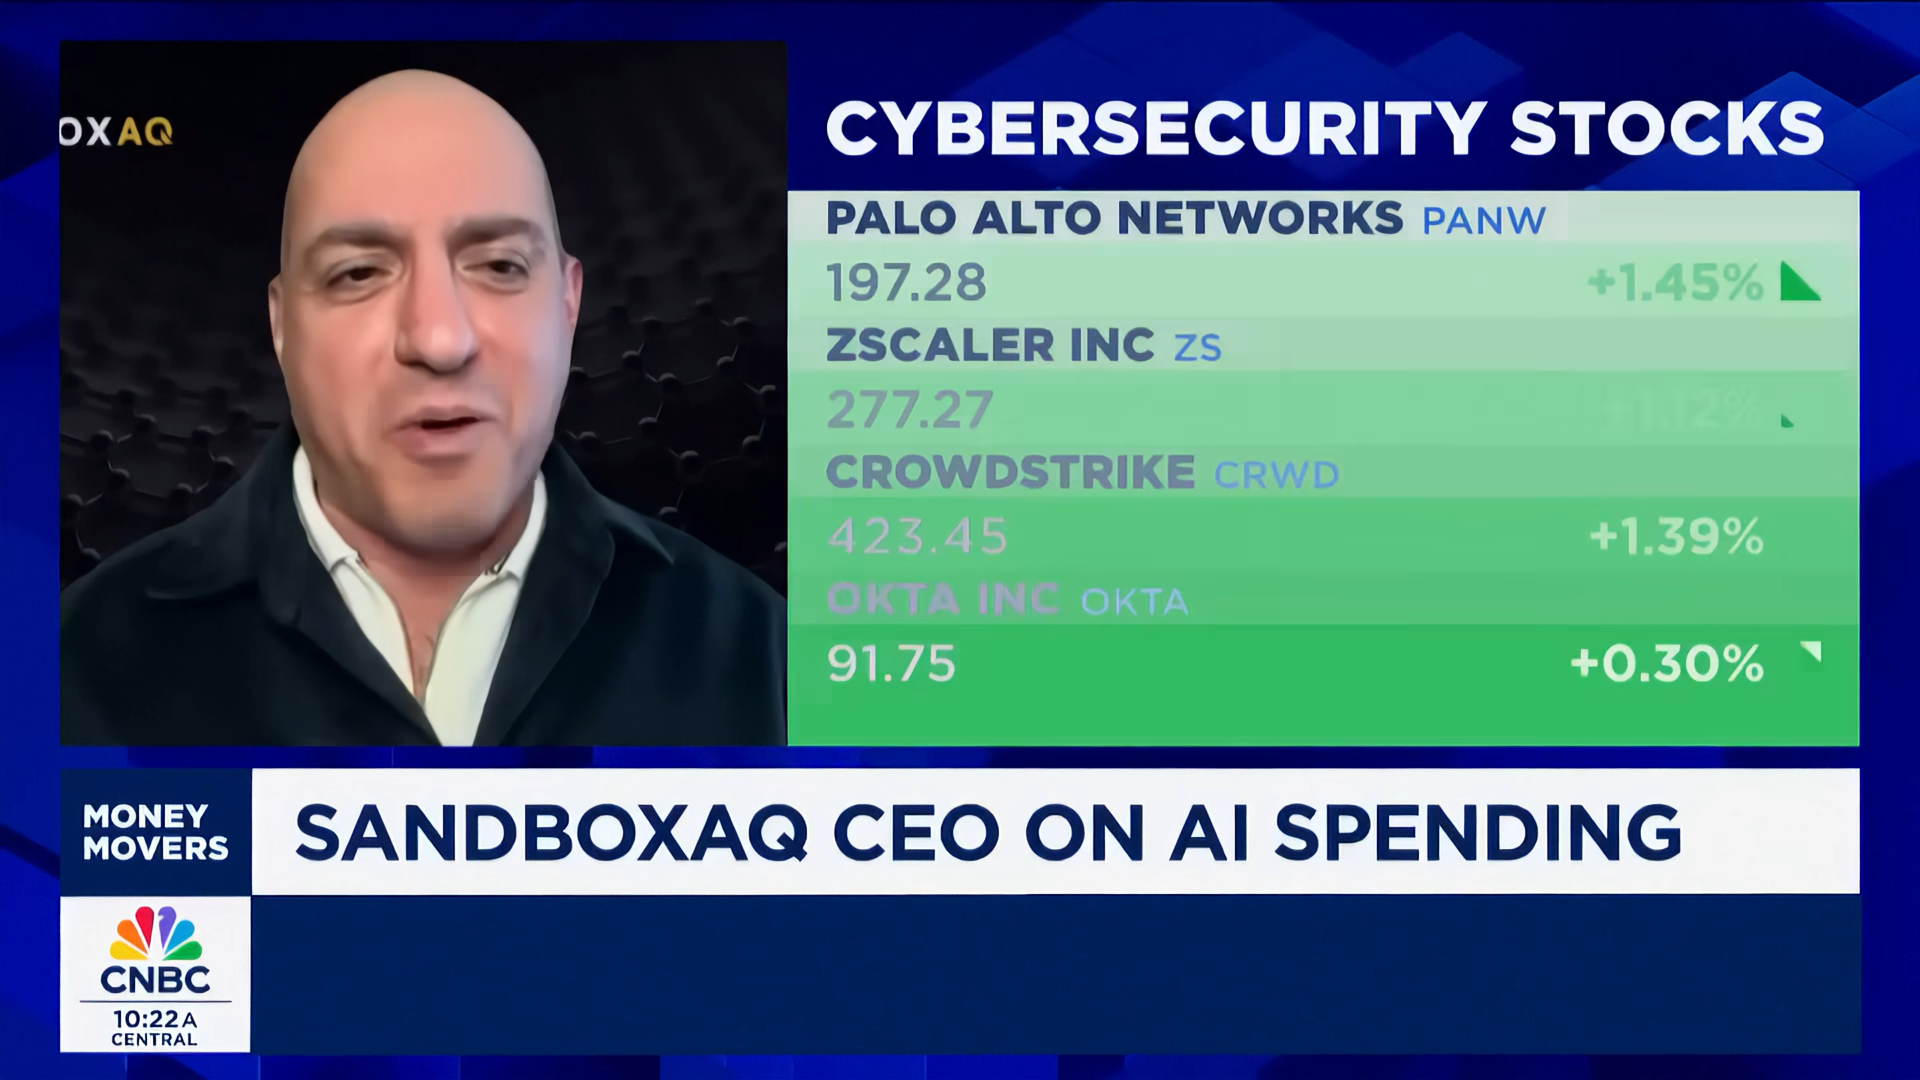 OXAQ
CYBERSECURITY STOCKS
PALO ALTO NETWORKS PANW
197.28 +1.45%
ZSCALER INC ZS
277.27 +1.12%
CROWDSTRIKE CRWD
423.45 +1.39%
OKTA INC OKTA
91.75 +0.30%
MONEY
MOVERS
SANDBOXAQ CEO ON AI SPENDING
CNBC
10:22A
CENTRAL